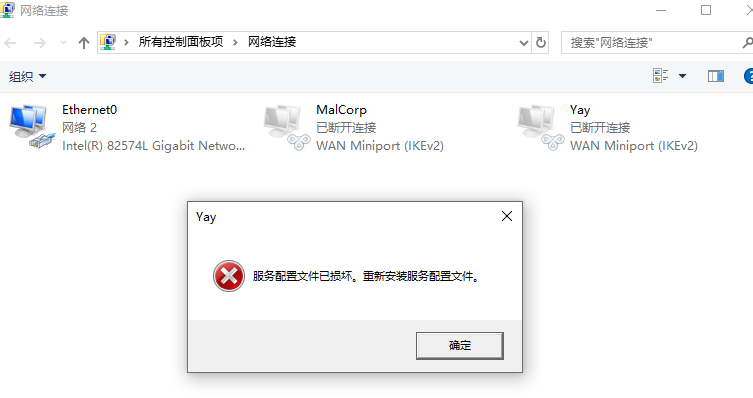 网络连接
所有控制面板项
网络连接
搜索"网络连接"
组织
Ethernet0
网络 2
Intel(R) 82574L Gigabit Netwo...
MalCorp
已断开连接
WAN Miniport (IKEv2)
Yay
已断开连接
WAN Miniport (IKEv2)
Yay
服务配置文件已损坏。重新安装服务配置文件。
确定